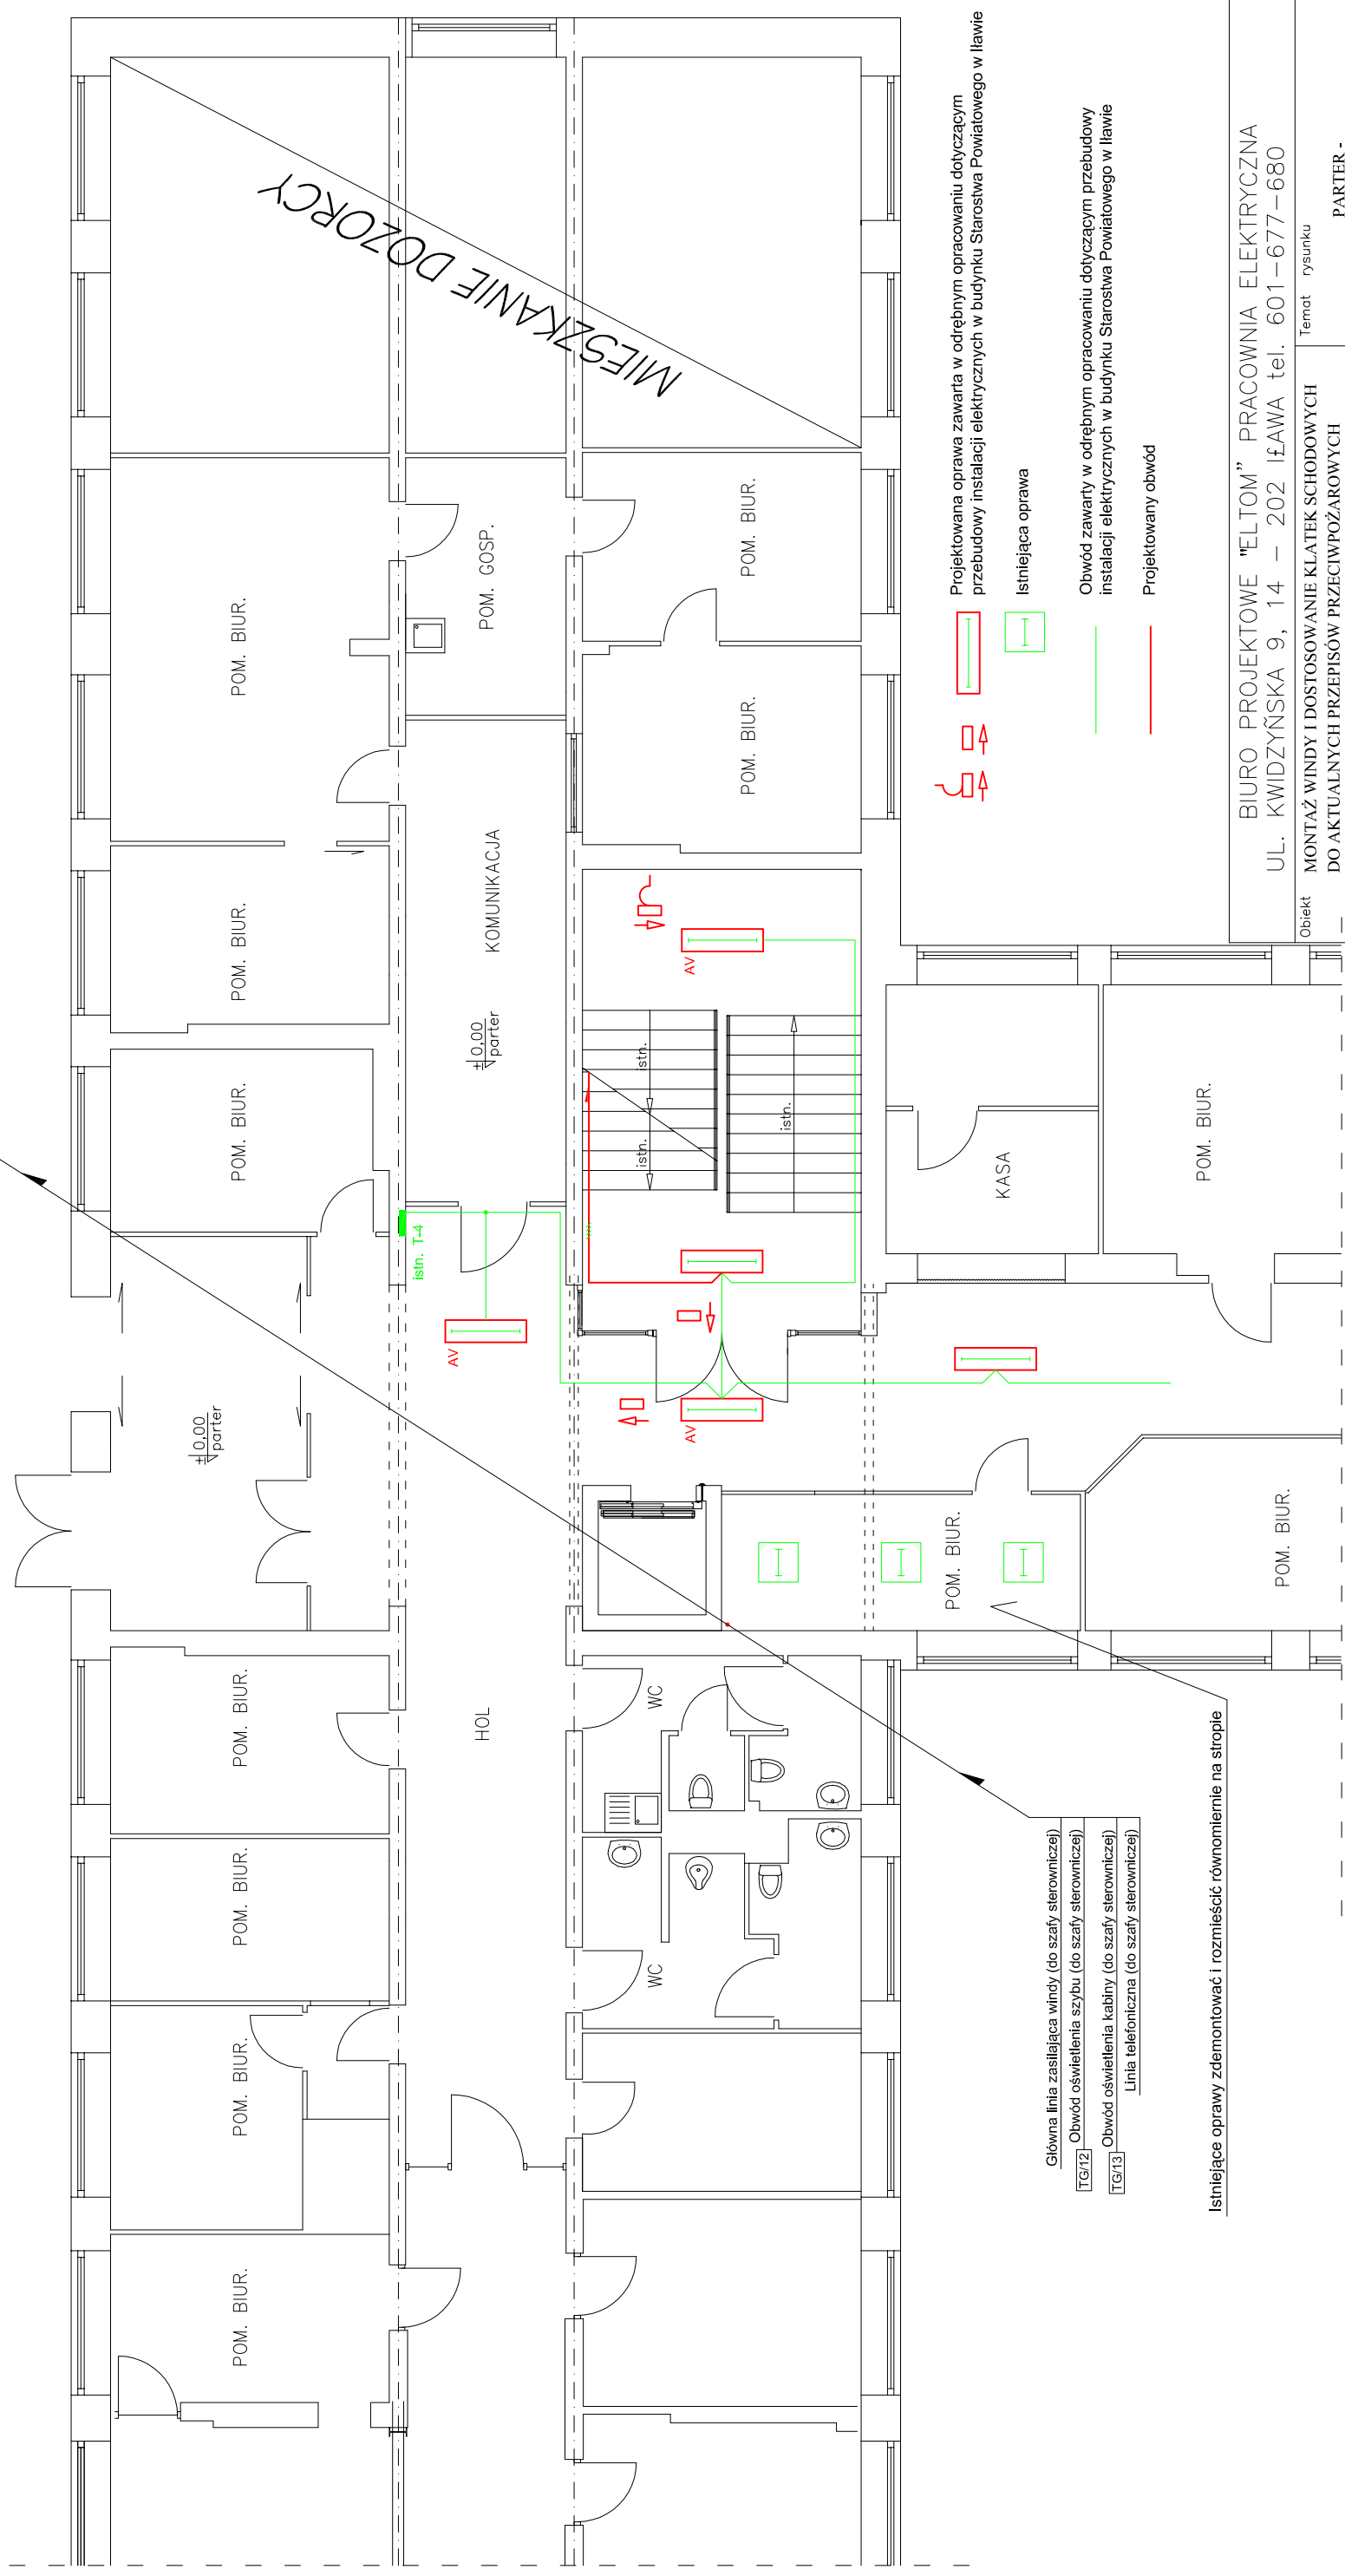 MIESZKANIE DOZORCY
POM. BIUR.
POM. GOSP.
POM. BIUR.
POM. BIUR.
POM. BIUR.
KOMUNIKACJA
±0,00
parter
POM. BIUR.
istn. T-4
AV
AV
AV
istn.
istn.
istn.
KASA
POM. BIUR.
±0,00
parter
POM. BIUR.
POM. BIUR.
HOL
WC
WC
POM. BIUR.
POM. BIUR.
POM. BIUR.
POM. BIUR.
Projektowana oprawa zawarta w odrębnym opracowaniu dotyczącym
przebudowy instalacji elektrycznych w budynku Starostwa Powiatowego w Iławie
Istniejąca oprawa
Obwód zawarty w odrębnym opracowaniu dotyczącym przebudowy
instalacji elektrycznych w budynku Starostwa Powiatowego w Iławie
Projektowany obwód
Główna linia zasilająca windy (do szafy sterowniczej)
TG/12 Obwód oświetlenia szybu (do szafy sterowniczej)
TG/13 Obwód oświetlenia kabiny (do szafy sterowniczej)
Linia telefoniczna (do szafy sterowniczej)
Istniejące oprawy zdemontować i rozmieścić równomiernie na stropie
BIURO PROJEKTOWE "ELTOM" PRACOWNIA ELEKTRYCZNA
UL. KWIDZYŃSKA 9, 14 - 202 IŁAWA tel. 601-677-680
Obiekt
MONTAŻ WINDY I DOSTOSOWANIE KLATEK SCHODOWYCH
DO AKTUALNYCH PRZEPISÓW PRZECIWPOŻAROWYCH
Temat rysunku
PARTER -